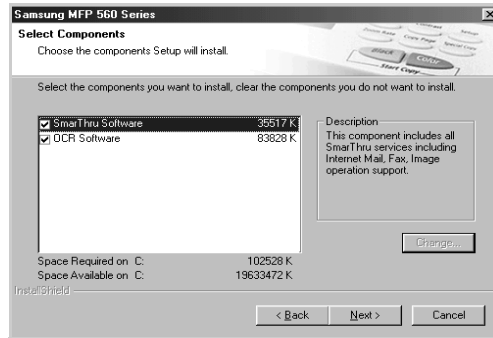 Samsung MFP 560 Series
Select Components
Choose the components Setup will install.
Black
Color
Start Copy
Select the components you want to install, clear the components you do not want to install.
SmarThru Software 35517 K
OCR Software 83828 K
Description
This component includes all
SmarThru services including
Internet Mail, Fax, Image
operation support.
Change...
Space Required on C: 102528 K
Space Available on C: 19633472 K
InstallShield
< Back
Next >
Cancel